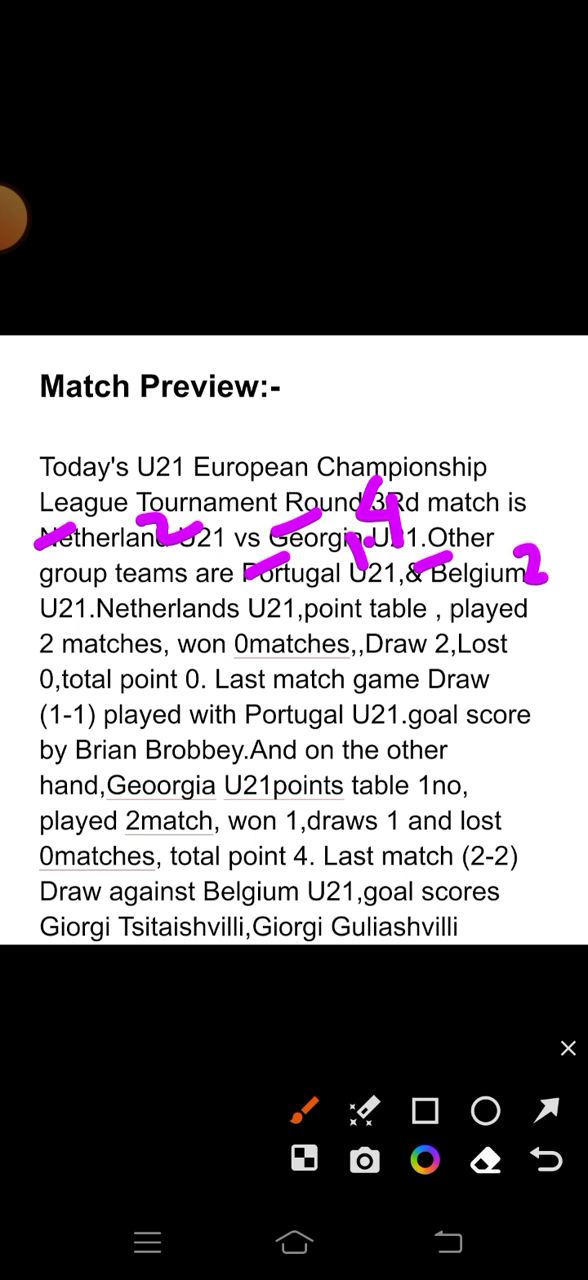 Match Preview:-
Today's U21 European Championship
League Tournament Round 3Rd match is
Netherland U21 vs Georgia U21.Other
group teams are Portugal U21,& Belgium
U21.Netherlands U21,point table , played
2 matches, won 0matches,,Draw 2,Lost
0,total point 0. Last match game Draw
(1-1) played with Portugal U21.goal score
by Brian Brobbey.And on the other
hand,Geoorgia U21points table 1no,
played 2match, won 1,draws 1 and lost
0matches, total point 4. Last match (2-2)
Draw against Belgium U21,goal scores
Giorgi Tsitaishvilli,Giorgi Guliashvilli
2
4
1
2